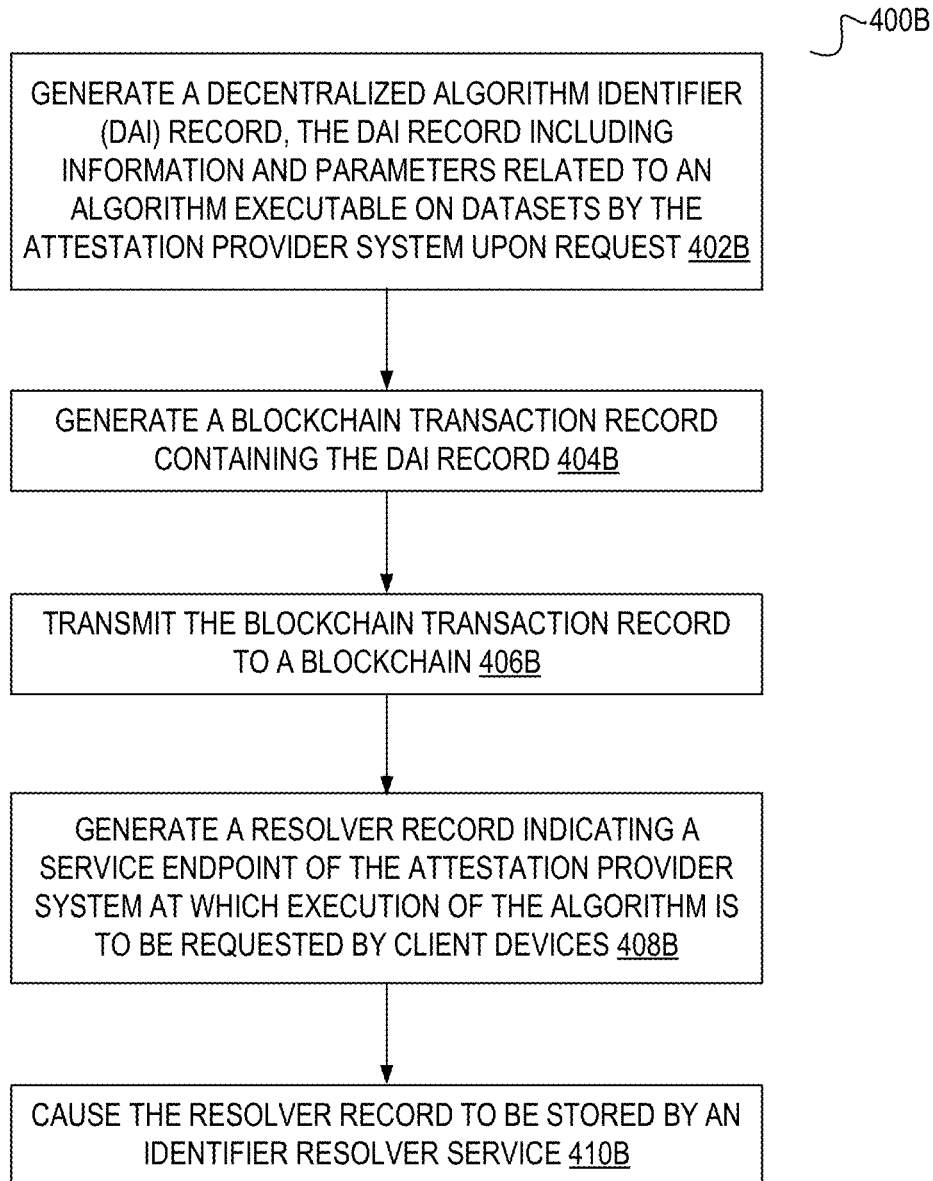 400B
GENERATE A DECENTRALIZED ALGORITHM IDENTIFIER
(DAI) RECORD, THE DAI RECORD INCLUDING
INFORMATION AND PARAMETERS RELATED TO AN
ALGORITHM EXECUTABLE ON DATASETS BY THE
ATTESTATION PROVIDER SYSTEM UPON REQUEST 402B
GENERATE A BLOCKCHAIN TRANSACTION RECORD
CONTAINING THE DAI RECORD 404B
TRANSMIT THE BLOCKCHAIN TRANSACTION RECORD
TO A BLOCKCHAIN 406B
GENERATE A RESOLVER RECORD INDICATING A
SERVICE ENDPOINT OF THE ATTESTATION PROVIDER
SYSTEM AT WHICH EXECUTION OF THE ALGORITHM IS
TO BE REQUESTED BY CLIENT DEVICES 408B
CAUSE THE RESOLVER RECORD TO BE STORED BY AN
IDENTIFIER RESOLVER SERVICE 410B